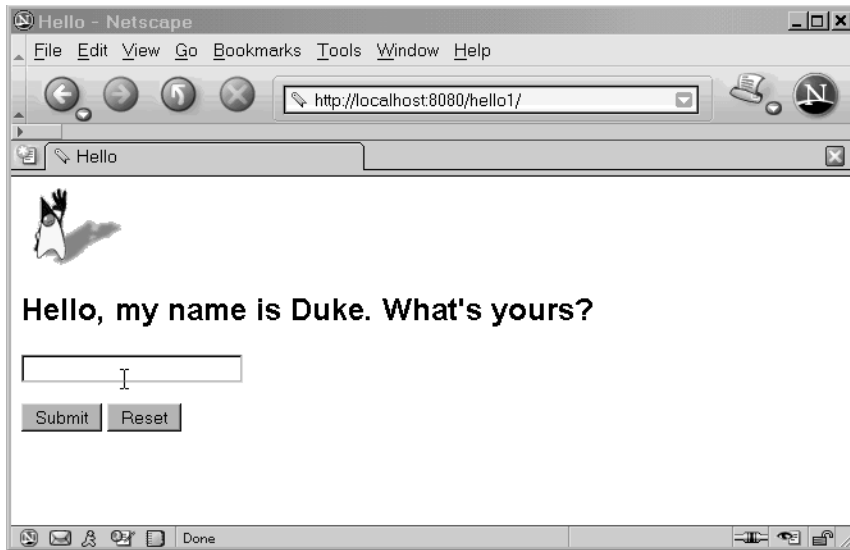 Hello - Netscape
File Edit View Go Bookmarks Tools Window Help
http://localhost:8080/hello1/
N
Hello
Hello, my name is Duke. What's yours?
Submit Reset
Done